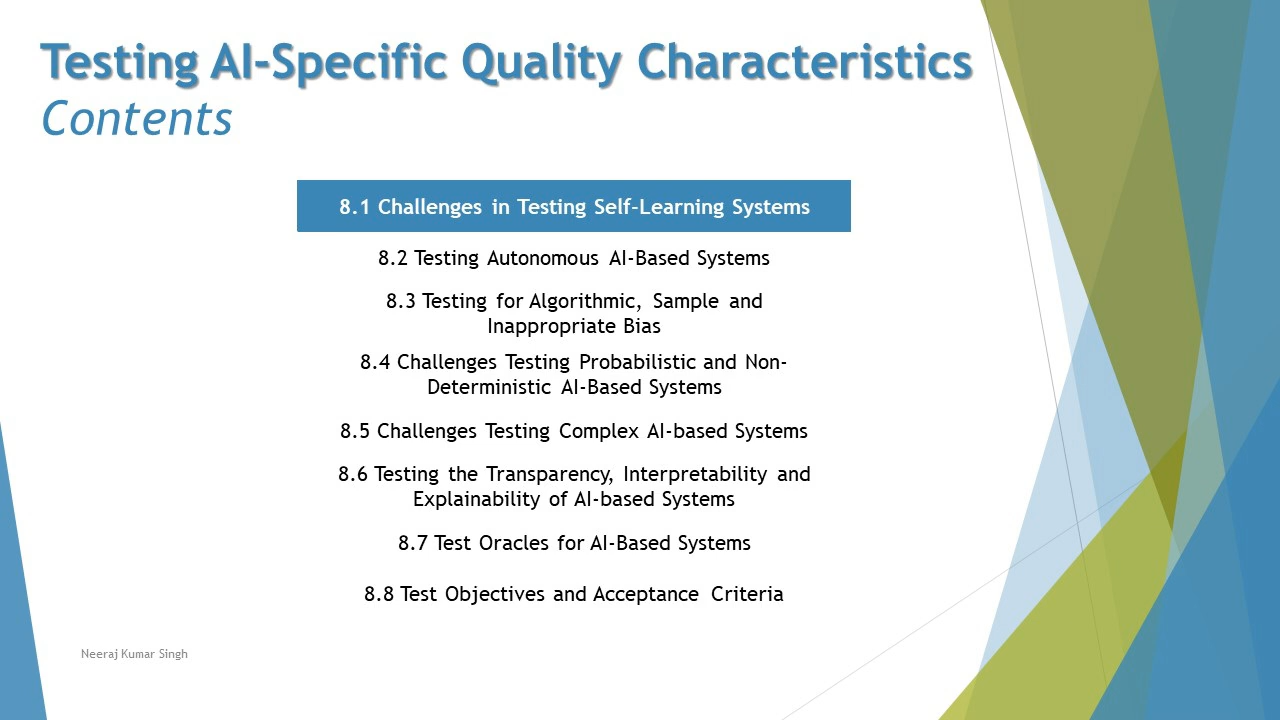 Testing AI-Specific Quality Characteristics
Contents
8.1 Challenges in Testing Self-Learning Systems
8.2 Testing Autonomous AI-Based Systems
8.3 Testing for Algorithmic, Sample and
Inappropriate Bias
8.4 Challenges Testing Probabilistic and Non-
Deterministic AI-Based Systems
8.5 Challenges Testing Complex AI-based Systems
8.6 Testing the Transparency, Interpretability and
Explainability of AI-based Systems
8.7 Test Oracles for AI-Based Systems
8.8 Test Objectives and Acceptance Criteria
Neeraj Kumar Singh